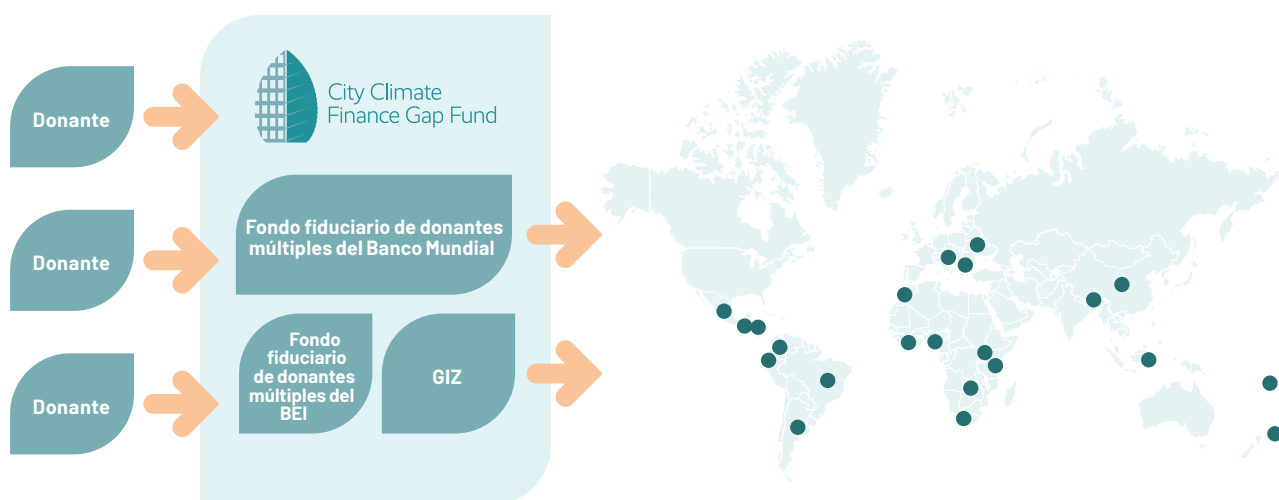 Donante
City Climate
Finance Gap Fund
Fondo fiduciario de donantes
múltiples del Banco Mundial
Donante
Fondo
fiduciario
de donantes
múltiples del
BEI
GIZ
Donante